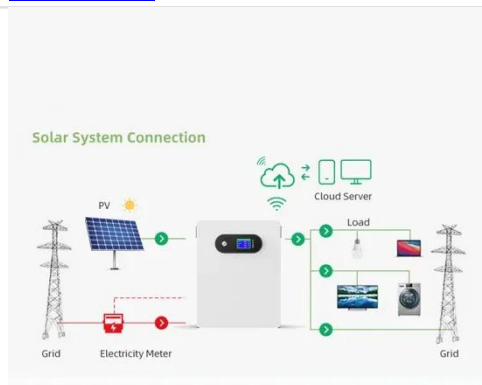 Solar System Connection
Cloud Server
PV
Load
Grid
Electricity Meter
Grid